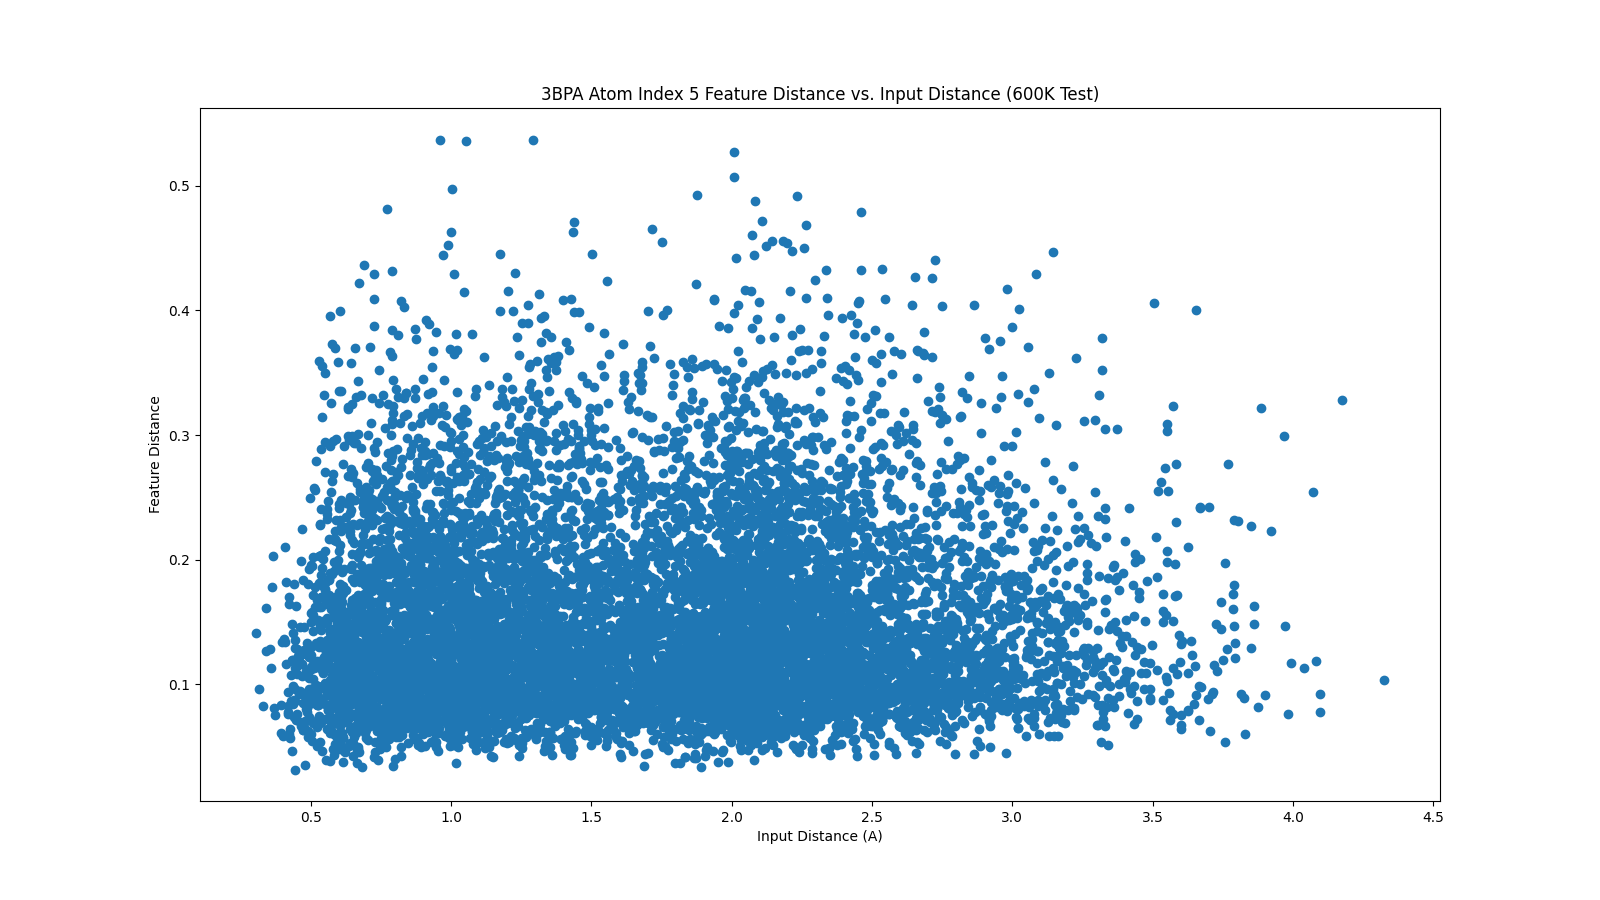 3BPA Atom Index 5 Feature Distance vs. Input Distance (600K Test)
Feature Distance
0.5
0.4
0.3
0.2
0.1
0.5 1.0 1.5 2.0 2.5 3.0 3.5 4.0 4.5
Input Distance (A)